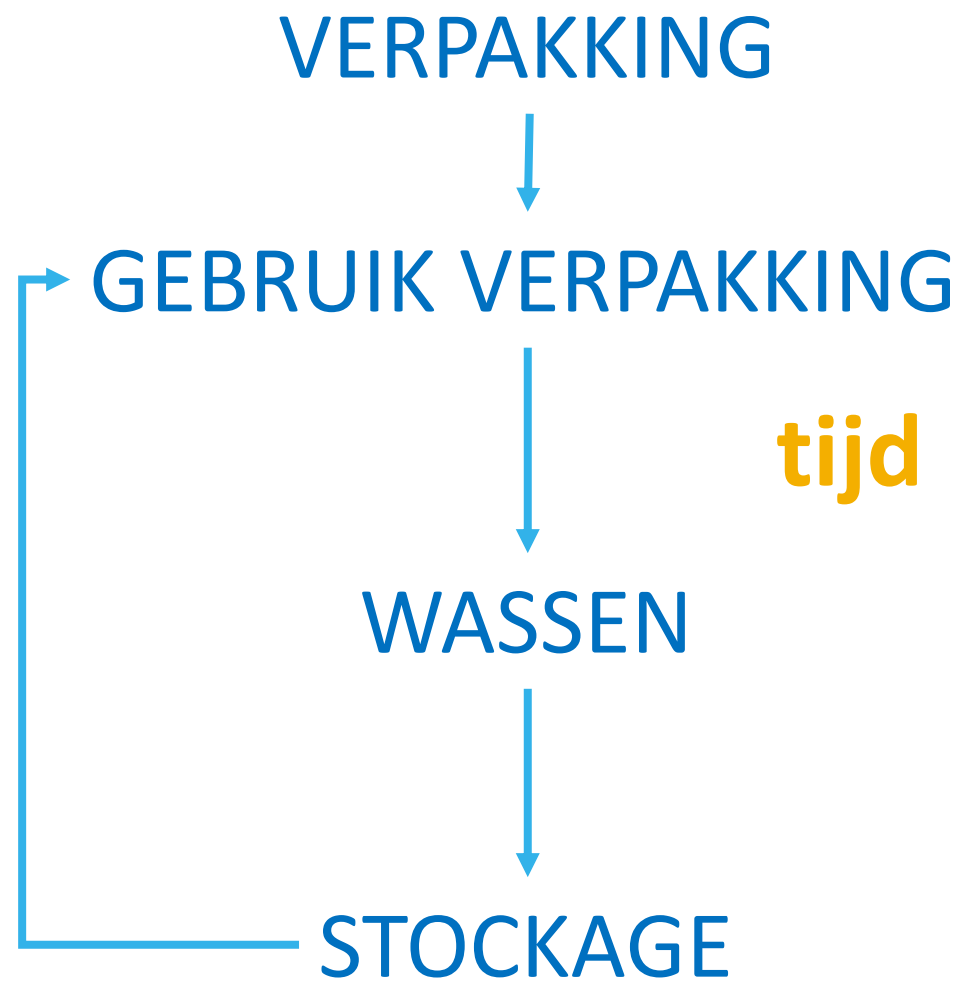 VERPAKKING
GEBRUIK VERPAKKING
tijd
WASSEN
STOCKAGE